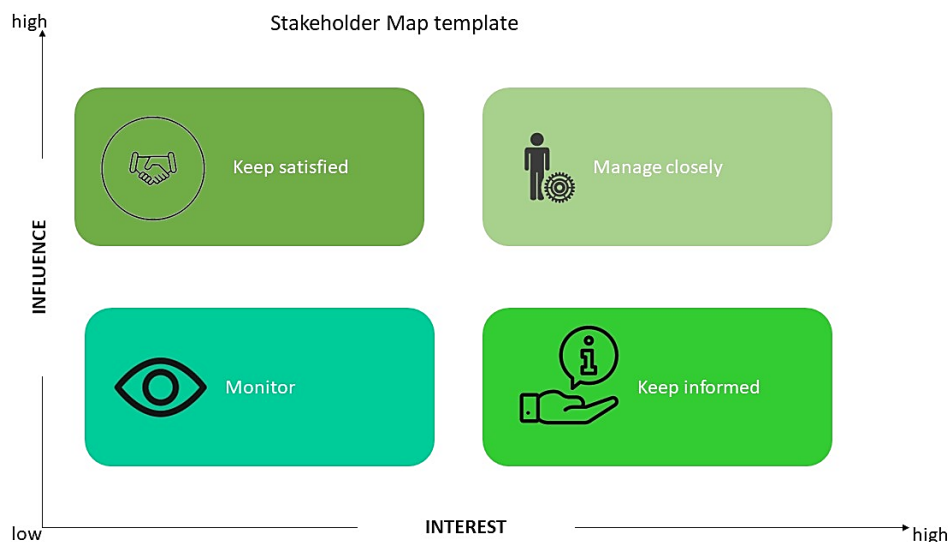 high
Stakeholder Map template
Keep satisfied
Manage closely
INFLUENCE
i
Monitor
Keep informed
low
INTEREST
high